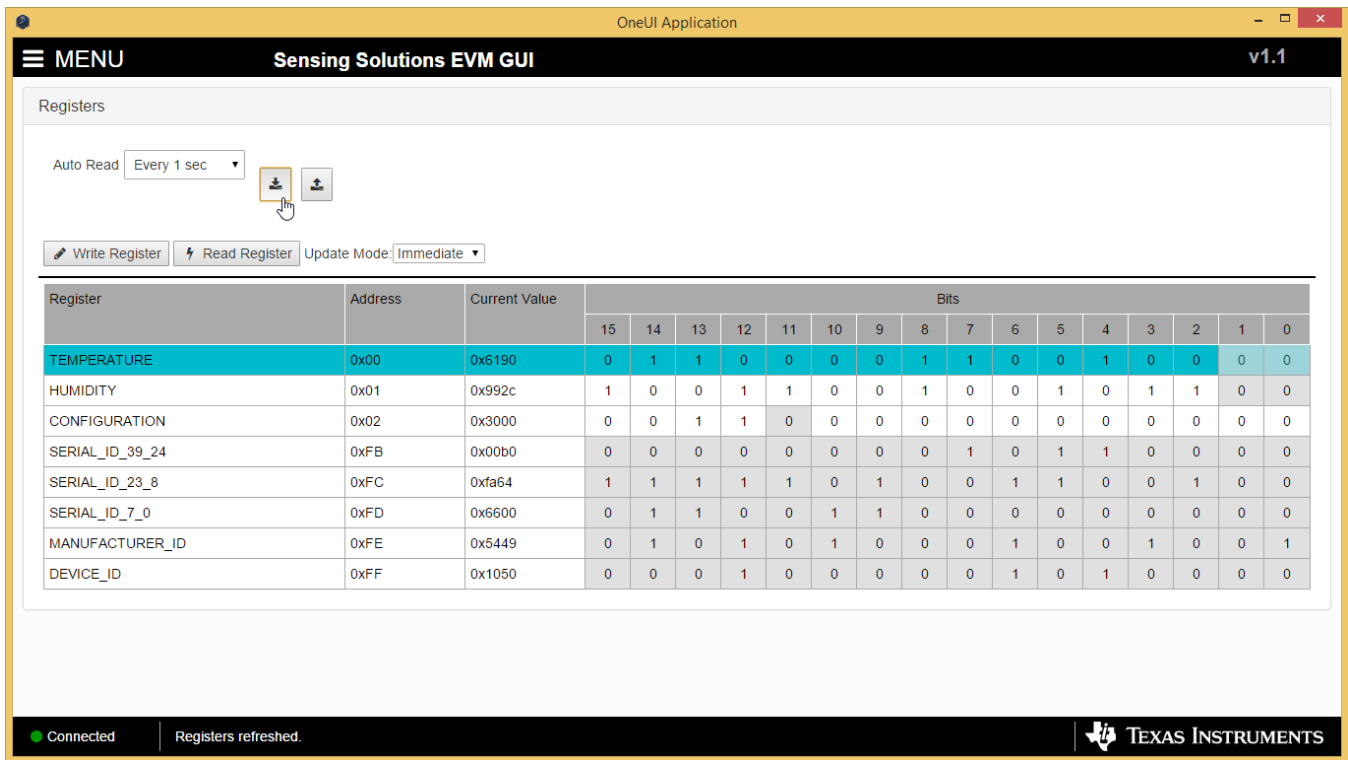 OneUI Application
MENU Sensing Solutions EVM GUI v1.1
Registers
Auto Read Every 1 sec
Write Register Read Register Update Mode: Immediate
Register Address Current Value Bits
15 14 13 12 11 10 9 8 7 6 5 4 3 2 1 0
TEMPERATURE 0x00 0x6190 0 1 1 0 0 0 0 1 1 0 0 1 0 0 0 0
HUMIDITY 0x01 0x992c 1 0 0 1 1 0 0 1 0 0 1 0 1 1 0 0
CONFIGURATION 0x02 0x3000 0 0 1 1 0 0 0 0 0 0 0 0 0 0 0 0
SERIAL_ID_39_24 0xFB 0x00b0 0 0 0 0 0 0 0 0 1 0 1 1 0 0 0 0
SERIAL_ID_23_8 0xFC 0xfa64 1 1 1 1 1 0 1 0 0 1 1 0 0 1 0 0
SERIAL_ID_7_0 0xFD 0x6600 0 1 1 0 0 1 1 0 0 0 0 0 0 0 0 0
MANUFACTURER_ID 0xFE 0x5449 0 1 0 1 0 1 0 0 0 1 0 0 1 0 0 1
DEVICE_ID 0xFF 0x1050 0 0 0 1 0 0 0 0 0 1 0 1 0 0 0 0
Connected Registers refreshed. TEXAS INSTRUMENTS